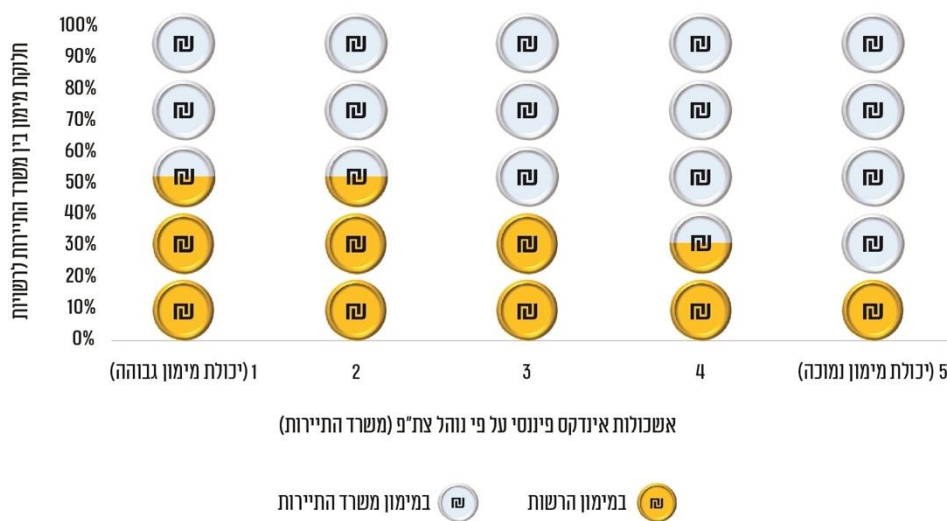 חלוקת מימון בין משרד התיירות לרשויות
100%
90%
80%
70%
60%
50%
40%
30%
20%
10%
0%
₪ ₪ ₪ ₪ ₪
₪ ₪ ₪ ₪ ₪
₪ ₪ ₪ ₪ ₪
₪ ₪ ₪ ₪ ₪
₪ ₪ ₪ ₪ ₪
1 (יכולת מימון גבוהה)
2
3
4
5 (יכולת מימון נמוכה)
אשכולות אינדקס פיננסי על פי נוהל צת"פ (משרד התיירות)
₪ במימון הרשות
₪ במימון משרד התיירות